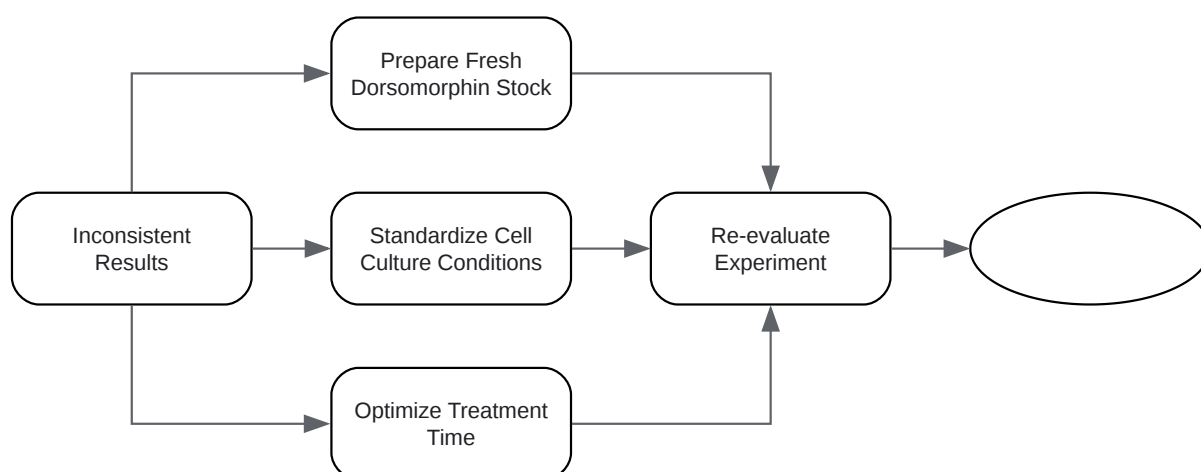 Prepare Fresh
Dorsomorphin Stock
Inconsistent
Results
Standardize Cell
Culture Conditions
Re-evaluate
Experiment
Optimize Treatment
Time